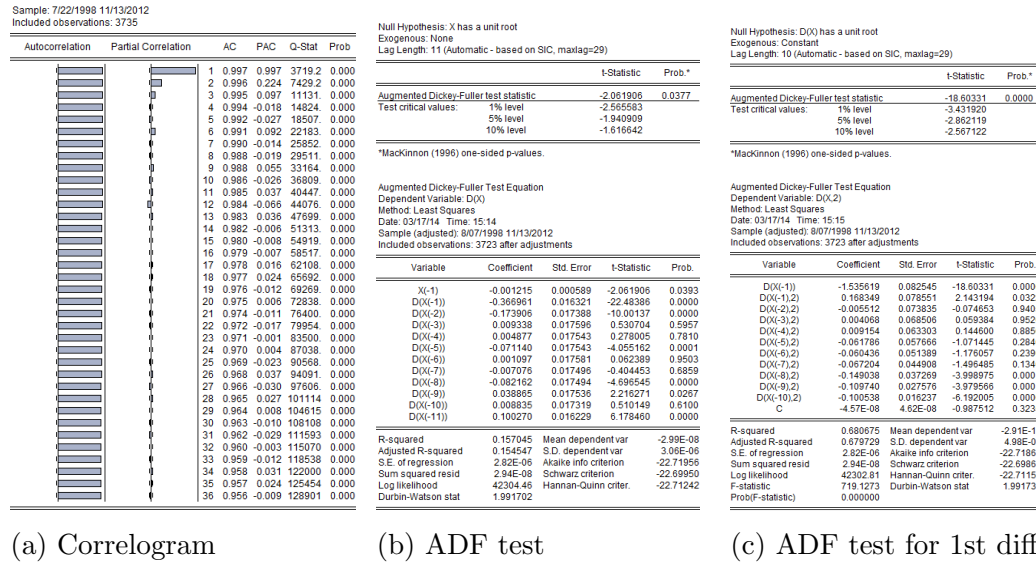 Sample: 7/22/1998 11/13/2012
Included observations: 3735
Autocorrelation Partial Correlation AC PAC Q-Stat Prob
1 0.997 0.997 3719.2 0.000
2 0.996 0.224 7429.2 0.000
3 0.995 0.097 11131. 0.000
4 0.994 -0.018 14824. 0.000
5 0.992 -0.027 18507. 0.000
6 0.991 0.092 22183. 0.000
7 0.990 -0.014 25852. 0.000
8 0.988 -0.019 29511. 0.000
9 0.988 0.055 33164. 0.000
10 0.986 -0.026 36809. 0.000
11 0.985 0.037 40447. 0.000
12 0.984 -0.066 44076. 0.000
13 0.983 0.036 47699. 0.000
14 0.982 -0.006 51313. 0.000
15 0.980 -0.008 54919. 0.000
16 0.979 -0.007 58517. 0.000
17 0.978 0.016 62108. 0.000
18 0.977 0.024 65692. 0.000
19 0.976 -0.012 69269. 0.000
20 0.975 0.006 72838. 0.000
21 0.974 -0.011 76400. 0.000
22 0.972 -0.017 79954. 0.000
23 0.971 -0.001 83500. 0.000
24 0.970 0.004 87038. 0.000
25 0.969 -0.023 90568. 0.000
26 0.968 0.037 94091. 0.000
27 0.966 -0.030 97606. 0.000
28 0.965 0.027 101114 0.000
29 0.964 0.008 104615 0.000
30 0.963 -0.010 108108 0.000
31 0.962 -0.029 111593 0.000
32 0.960 -0.003 115070 0.000
33 0.959 -0.012 118538 0.000
34 0.958 0.031 122000 0.000
35 0.957 0.024 125454 0.000
36 0.956 -0.009 128901 0.000
(a) Correlogram
Null Hypothesis: X has a unit root
Exogenous: None
Lag Length: 11 (Automatic - based on SIC, maxlag=29)
t-Statistic Prob.*
Augmented Dickey-Fuller test statistic -2.061906 0.0377
Test critical values: 1% level -2.565583
5% level -1.940909
10% level -1.616642
*MacKinnon (1996) one-sided p-values.
Augmented Dickey-Fuller Test Equation
Dependent Variable: D(X)
Method: Least Squares
Date: 03/17/14 Time: 15:14
Sample (adjusted): 8/07/1998 11/13/2012
Included observations: 3723 after adjustments
Variable Coefficient Std. Error t-Statistic Prob.
X(-1) -0.001215 0.000589 -2.061906 0.0393
D(X(-1)) -0.366961 0.016321 -22.48386 0.0000
D(X(-2)) -0.173906 0.017388 -10.00137 0.0000
D(X(-3)) 0.009338 0.017596 0.530704 0.5957
D(X(-4)) 0.004877 0.017543 0.278005 0.7810
D(X(-5)) -0.071140 0.017543 -4.055162 0.0001
D(X(-6)) 0.001097 0.017581 0.062389 0.9503
D(X(-7)) -0.007076 0.017496 -0.404453 0.6859
D(X(-8)) -0.082162 0.017494 -4.696545 0.0000
D(X(-9)) 0.038865 0.017536 2.216271 0.0267
D(X(-10)) 0.008835 0.017319 0.510149 0.6100
D(X(-11)) 0.100270 0.016229 6.178460 0.0000
R-squared 0.157045 Mean dependent var -2.99E-08
Adjusted R-squared 0.154547 S.D. dependent var 3.06E-06
S.E. of regression 2.82E-06 Akaike info criterion -22.71956
Sum squared resid 2.94E-08 Schwarz criterion -22.69950
Log likelihood 42304.46 Hannan-Quinn criter. -22.71242
Durbin-Watson stat 1.991702
(b) ADF test
Null Hypothesis: D(X) has a unit root
Exogenous: Constant
Lag Length: 10 (Automatic - based on SIC, maxlag=29)
t-Statistic Prob.*
Augmented Dickey-Fuller test statistic -18.60331 0.0000
Test critical values: 1% level -3.431920
5% level -2.862119
10% level -2.567122
*MacKinnon (1996) one-sided p-values.
Augmented Dickey-Fuller Test Equation
Dependent Variable: D(X,2)
Method: Least Squares
Date: 03/17/14 Time: 15:15
Sample (adjusted): 8/07/1998 11/13/2012
Included observations: 3723 after adjustments
Variable Coefficient Std. Error t-Statistic Prob.
D(X(-1)) -1.535619 0.082545 -18.60331 0.000
D(X(-1),2) 0.168349 0.078551 2.143194 0.032
D(X(-2),2) -0.005512 0.073835 -0.074653 0.940
D(X(-3),2) 0.004068 0.068506 0.059384 0.952
D(X(-4),2) 0.009154 0.063303 0.144600 0.885
D(X(-5),2) -0.061786 0.057666 -1.071445 0.284
D(X(-6),2) -0.060436 0.051389 -1.176057 0.239
D(X(-7),2) -0.067204 0.044908 -1.496485 0.134
D(X(-8),2) -0.149038 0.037269 -3.998975 0.000
D(X(-9),2) -0.109740 0.027576 -3.979566 0.000
D(X(-10),2) -0.100538 0.016237 -6.192005 0.000
C -4.57E-08 4.62E-08 -0.987512 0.323
R-squared 0.680675 Mean dependent var -2.91E-1
Adjusted R-squared 0.679729 S.D. dependent var 4.98E-0
S.E. of regression 2.82E-06 Akaike info criterion -22.7186
Sum squared resid 2.94E-08 Schwarz criterion -22.6986
Log likelihood 42302.81 Hannan-Quinn criter. -22.7115
F-statistic 719.1273 Durbin-Watson stat 1.99173
Prob(F-statistic) 0.000000
(c) ADF test for 1st diff